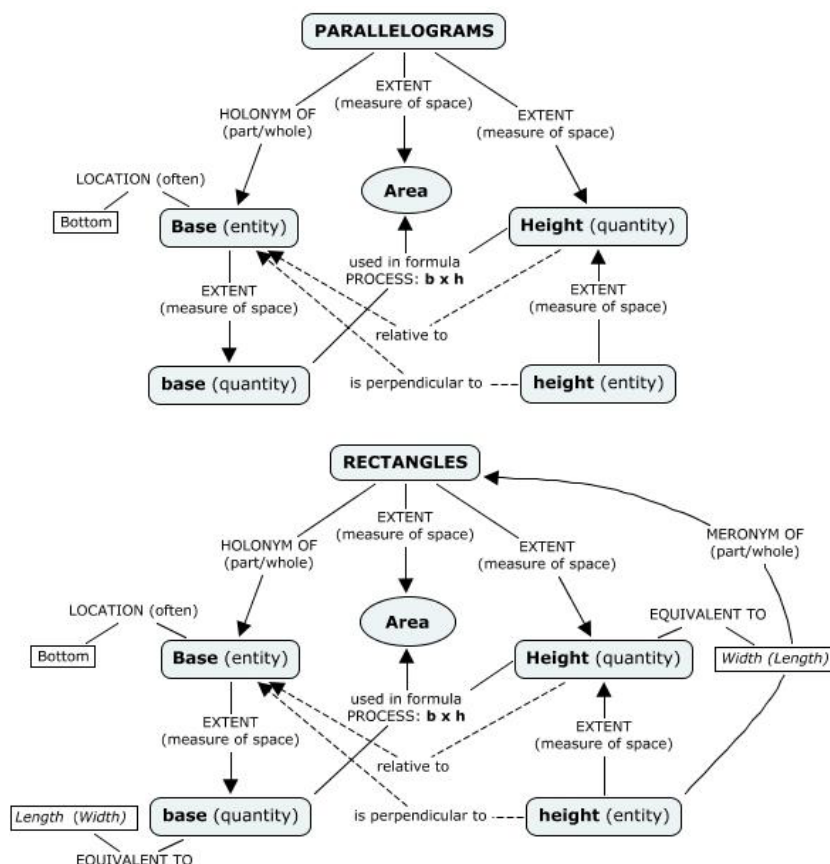 PARALLELOGRAMS
EXTENT
(measure of space)
HOLONYM OF
(part/whole)
EXTENT
(measure of space)
LOCATION (often)
Bottom
Area
Base (entity)
Height (quantity)
used in formula
PROCESS: b x h
EXTENT
(measure of space)
EXTENT
(measure of space)
relative to
base (quantity)
is perpendicular to
height (entity)
RECTANGLES
EXTENT
(measure of space)
HOLONYM OF
(part/whole)
EXTENT
(measure of space)
MERONYM OF
(part/whole)
LOCATION (often)
Bottom
Area
EQUIVALENT TO
Base (entity)
Height (quantity)
Width (Length)
used in formula
PROCESS: b x h
EXTENT
(measure of space)
EXTENT
(measure of space)
relative to
Length (Width)
base (quantity)
is perpendicular to
height (entity)
EQUIVALENT TO